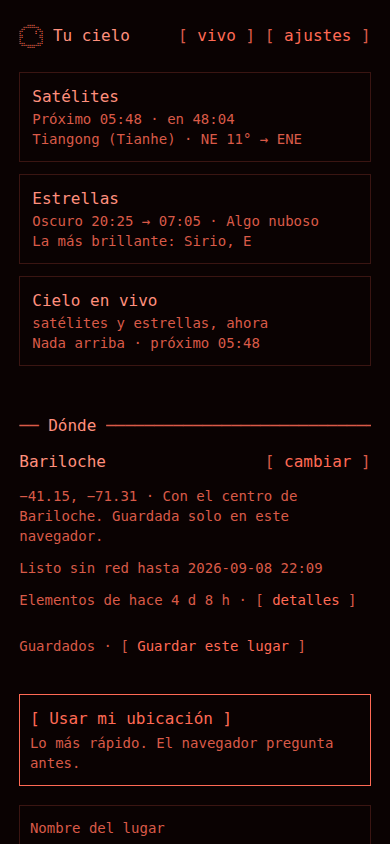 Tu cielo [ vivo ] [ ajustes ]
Satélites
Próximo 05:48 · en 48:04
Tiangong (Tianhe) · NE 11° → ENE
Estrellas
Oscuro 20:25 → 07:05 · Algo nuboso
La más brillante: Sirio, E
Cielo en vivo
satélites y estrellas, ahora
Nada arriba · próximo 05:48
Dónde
Bariloche [ cambiar ]
−41.15, −71.31 · Con el centro de
Bariloche. Guardada solo en este
navegador.
Listo sin red hasta 2026-09-08 22:09
Elementos de hace 4 d 8 h · [ detalles ]
Guardados · [ Guardar este lugar ]
[ Usar mi ubicación ]
Lo más rápido. El navegador pregunta
antes.
Nombre del lugar